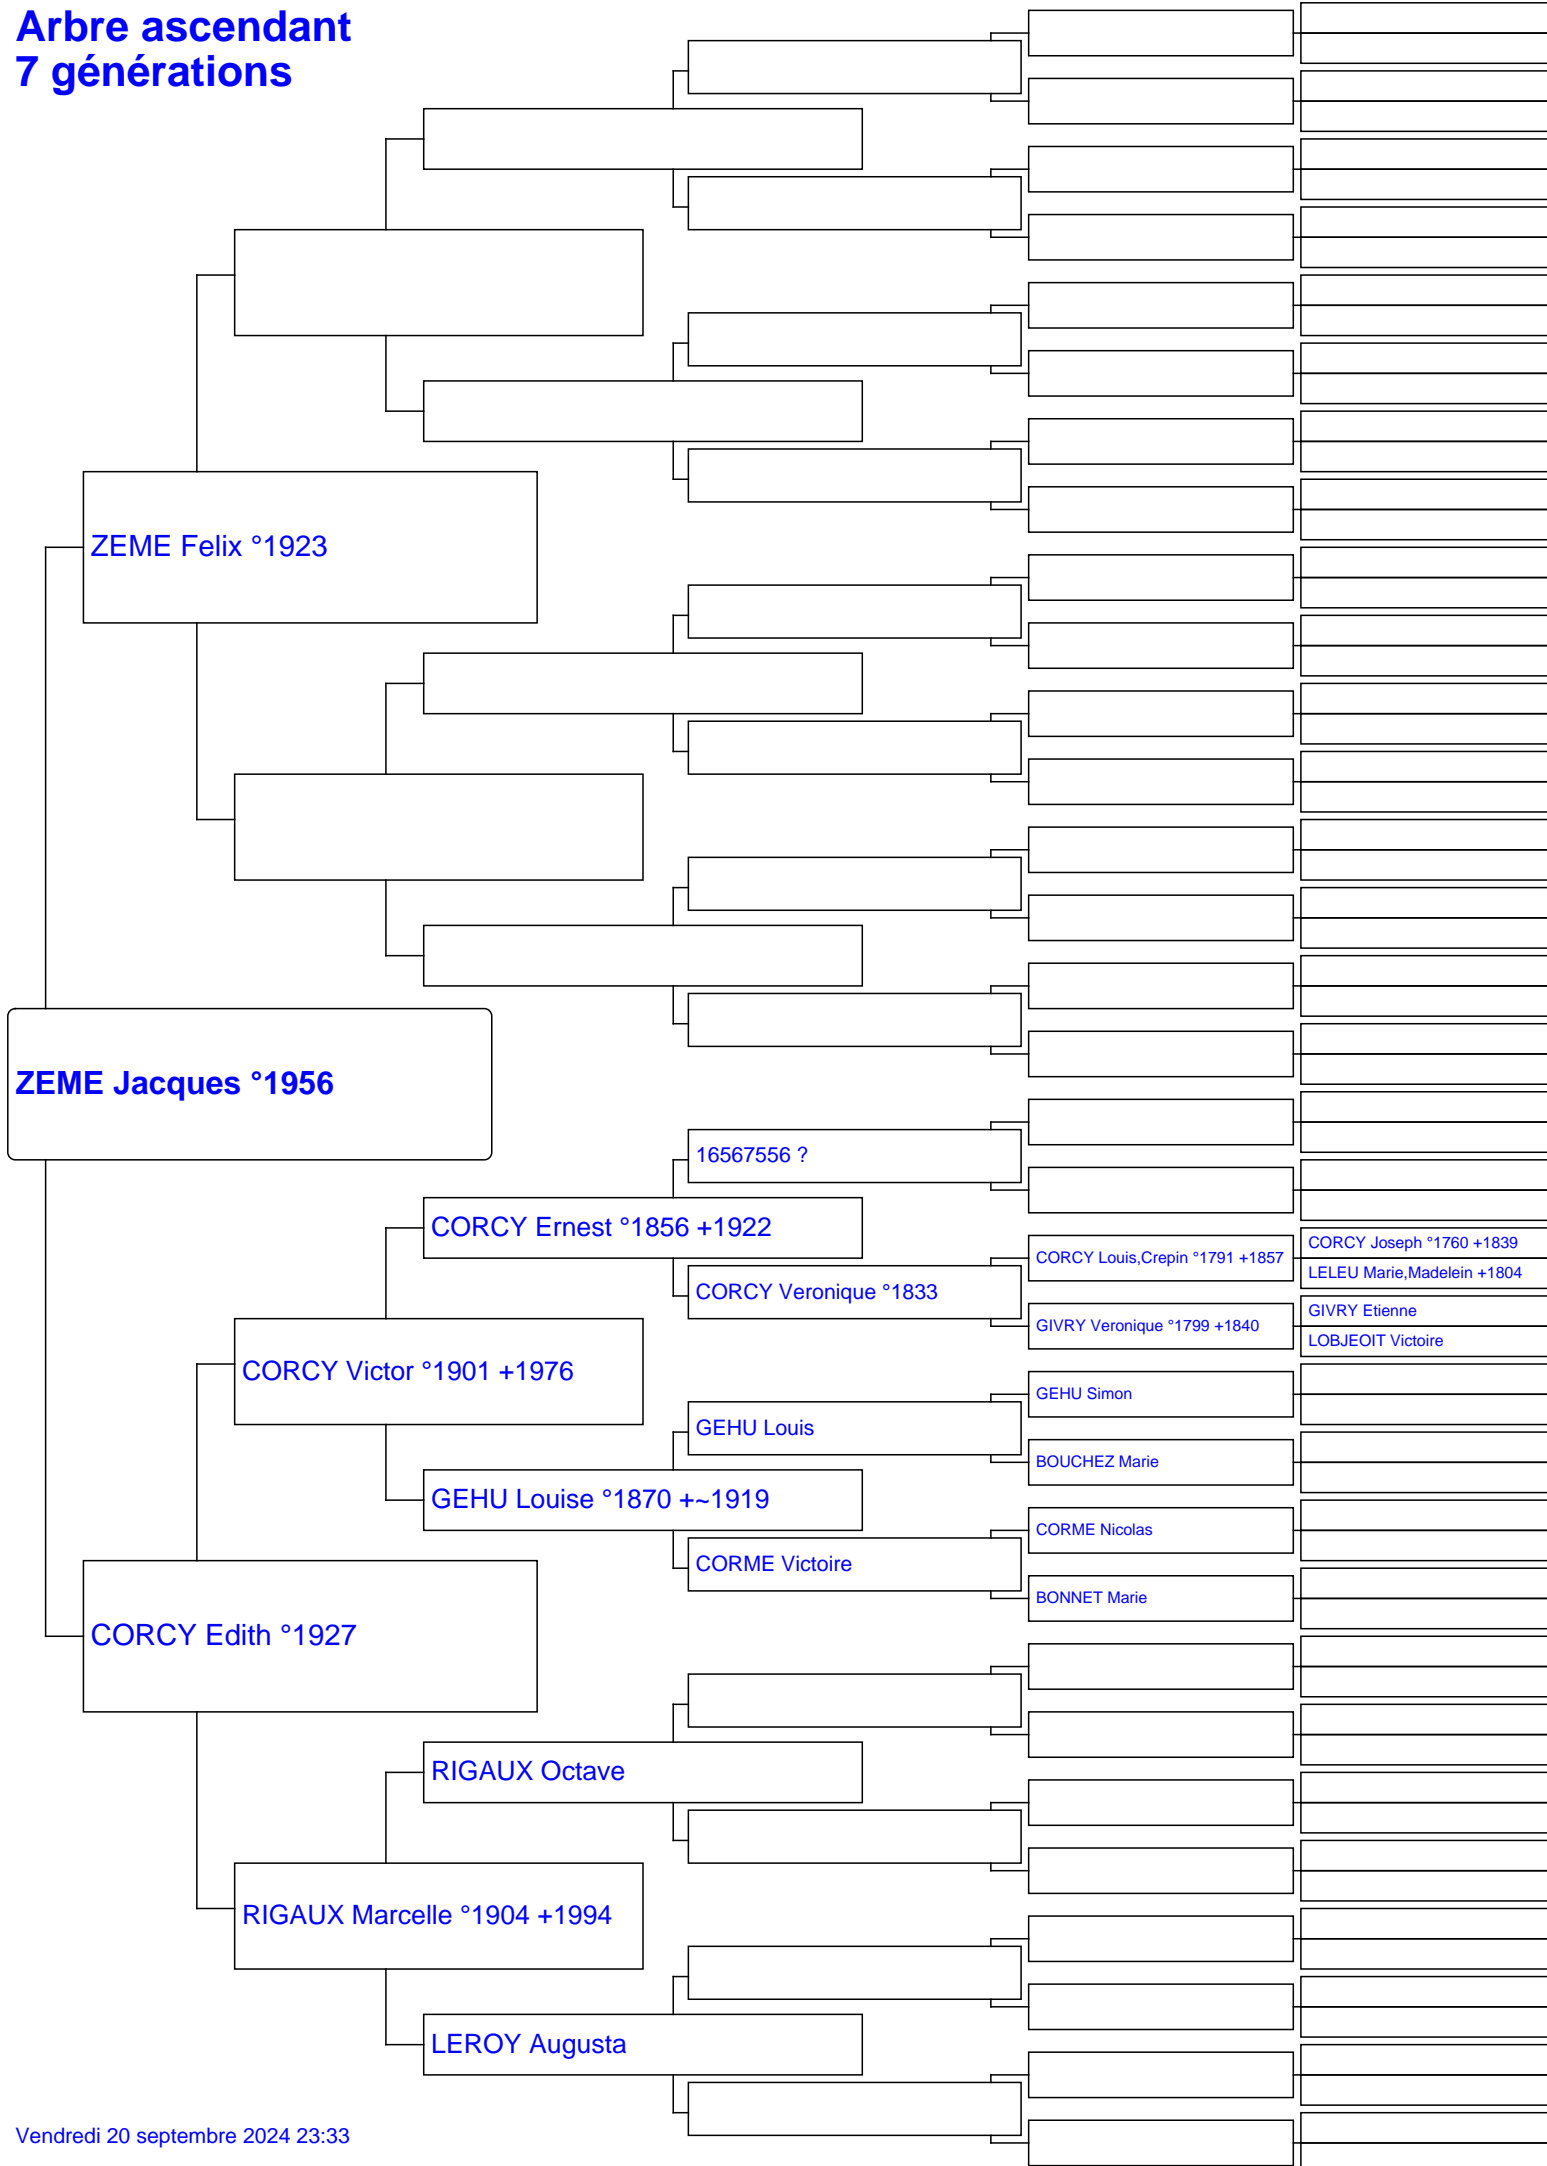 Arbre ascendant
7 générations
ZEME Felix °1923
ZEME Jacques °1956
16567556 ?
CORCY Ernest °1856 +1922
CORCY Louis,Crepin °1791 +1857
CORCY Joseph °1760 +1839
LELEU Marie,Madelein +1804
CORCY Veronique °1833
GIVRY Veronique °1799 +1840
GIVRY Etienne
LOBJEOIT Victoire
CORCY Victor °1901 +1976
GEHU Simon
GEHU Louis
BOUCHEZ Marie
GEHU Louise °1870 +~1919
CORME Nicolas
CORME Victoire
BONNET Marie
CORCY Edith °1927
RIGAUX Octave
RIGAUX Marcelle °1904 +1994
LEROY Augusta
Vendredi 20 septembre 2024 23:33